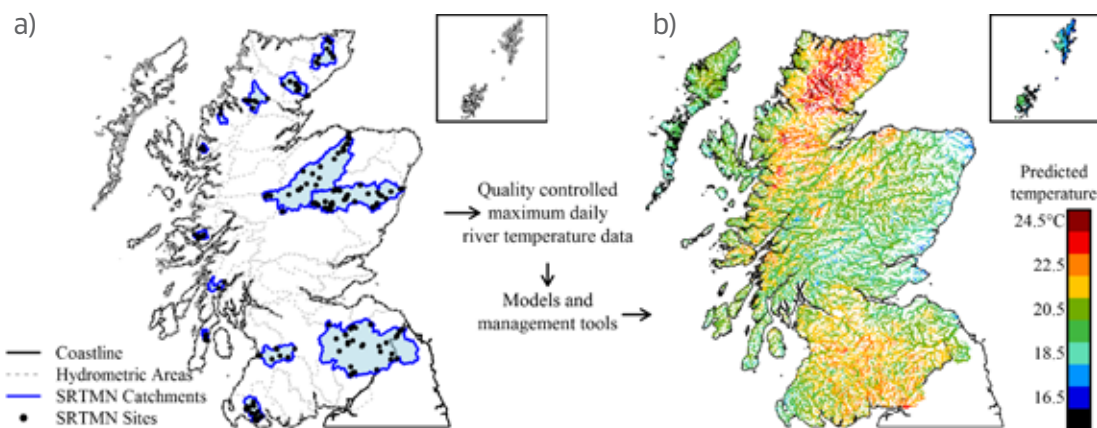 a)
Coastline
Hydrometric Areas
SRTMN Catchments
SRTMN Sites
Quality controlled
maximum daily
river temperature data
Models and
management tools
b)
Predicted
temperature
24.5°C
22.5
20.5
18.5
16.5